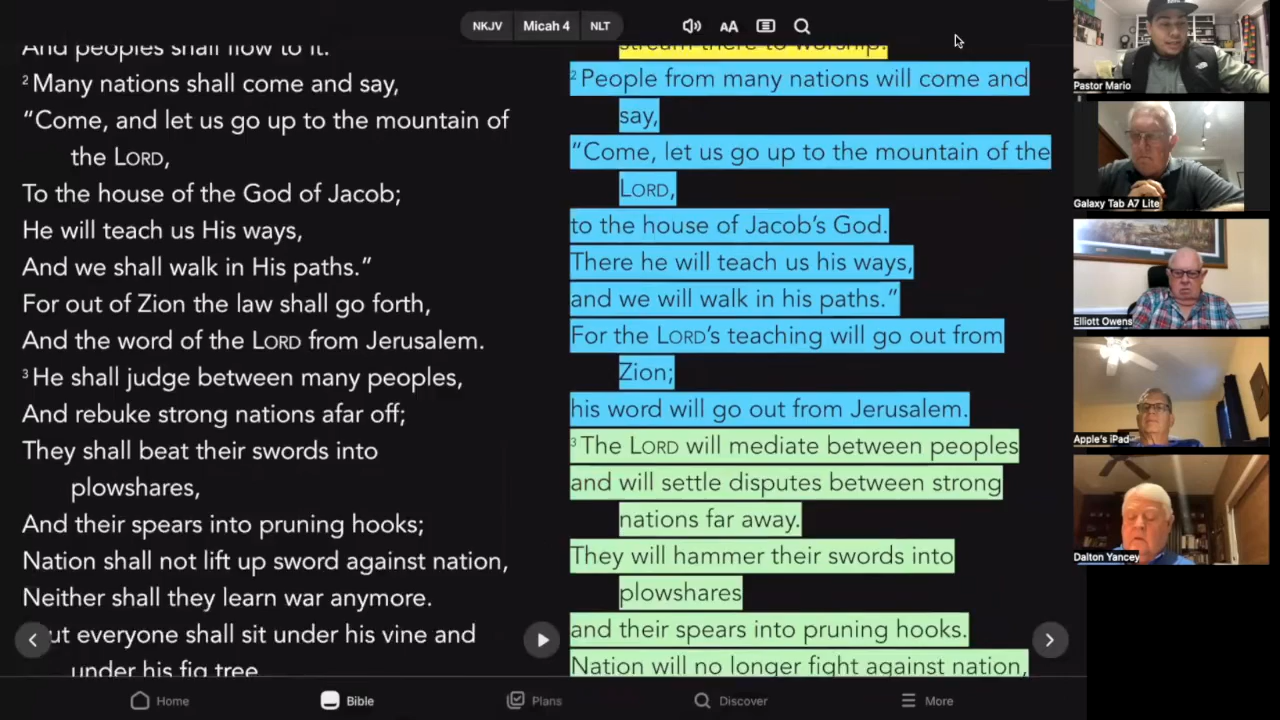 NKJV Micah 4 NLT
AA
And peoples shall flow to it.
2 Many nations shall come and say,
“Come, and let us go up to the mountain of
the LORD,
To the house of the God of Jacob;
He will teach us His ways,
And we shall walk in His paths.”
For out of Zion the law shall go forth,
And the word of the LORD from Jerusalem.
3 He shall judge between many peoples,
And rebuke strong nations afar off;
They shall beat their swords into
plowshares,
And their spears into pruning hooks;
Nation shall not lift up sword against nation,
Neither shall they learn war anymore.
ut everyone shall sit under his vine and
under his fig tree
stream there to worship.
2 People from many nations will come and
say,
“Come, let us go up to the mountain of the
LORD,
to the house of Jacob’s God.
There he will teach us his ways,
and we will walk in his paths.”
For the LORD’s teaching will go out from
Zion;
his word will go out from Jerusalem.
3 The LORD will mediate between peoples
and will settle disputes between strong
nations far away.
They will hammer their swords into
plowshares
and their spears into pruning hooks.
Nation will no longer fight against nation,
Pastor Mario
Galaxy Tab A7 Lite
Elliott Owens
Apple's iPad
Dalton Yancey
Home Bible Plans Discover More